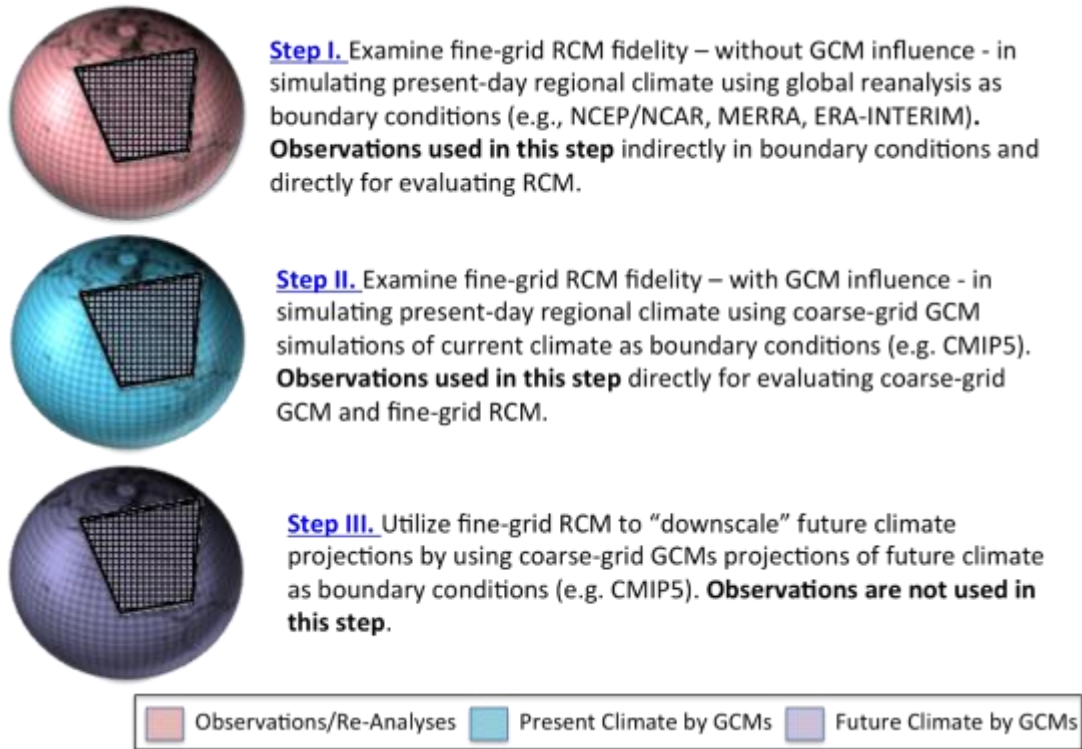 Step I. Examine fine-grid RCM fidelity – without GCM influence - in
simulating present-day regional climate using global reanalysis as
boundary conditions (e.g., NCEP/NCAR, MERRA, ERA-INTERIM).
Observations used in this step indirectly in boundary conditions and
directly for evaluating RCM.
Step II. Examine fine-grid RCM fidelity – with GCM influence - in
simulating present-day regional climate using coarse-grid GCM
simulations of current climate as boundary conditions (e.g. CMIP5).
Observations used in this step directly for evaluating coarse-grid
GCM and fine-grid RCM.
Step III. Utilize fine-grid RCM to “downscale” future climate
projections by using coarse-grid GCMs projections of future climate
as boundary conditions (e.g. CMIP5). Observations are not used in
this step.
Observations/Re-Analyses Present Climate by GCMs Future Climate by GCMs